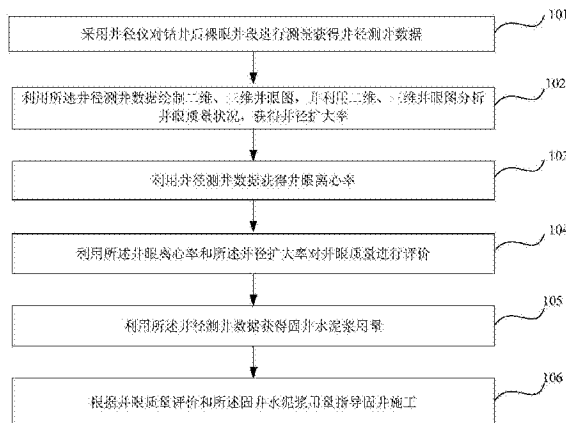 101
采用井径仪对钻井后裸眼井段进行测量获得井径测井数据
102
利用所述井径测井数据绘制二维、三维井眼图，并利用二维、三维井眼图分析
井眼质量状况，获得井径扩大率
103
利用井径测井数据获得井眼离心率
104
利用所述井眼离心率和所述井径扩大率对井眼质量进行评价
105
利用所述井径测井数据获得固井水泥浆用量
106
根据井眼质量评价和所述固井水泥浆用量指导固井施工